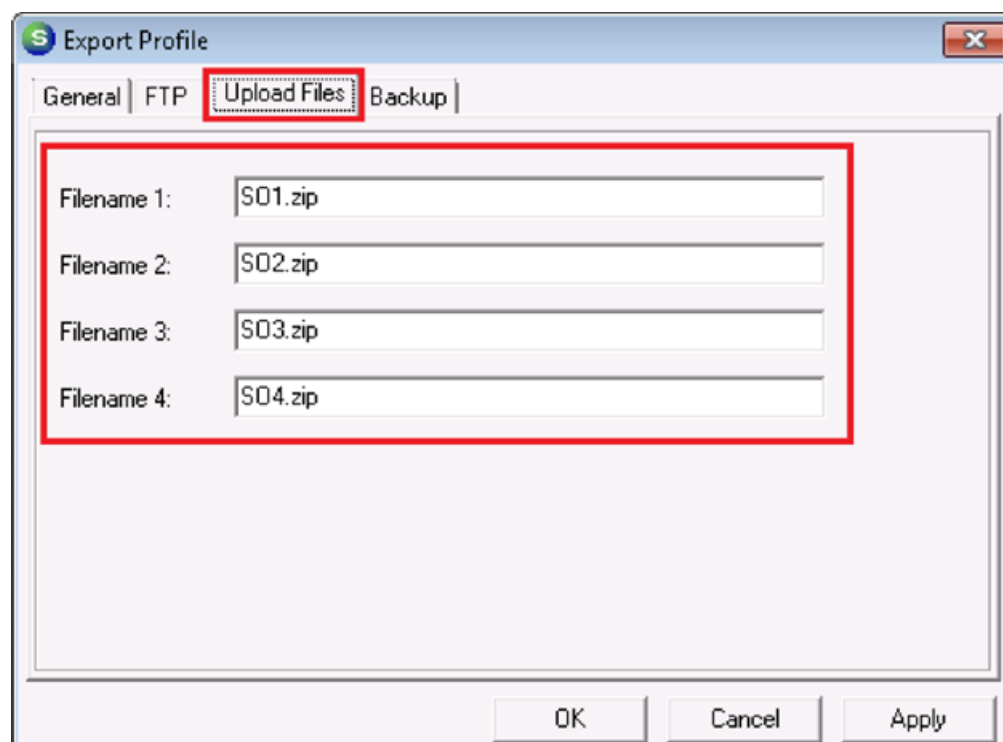 S Export Profile
General FTP Upload Files Backup
Filename 1: SO1.zip
Filename 2: SO2.zip
Filename 3: SO3.zip
Filename 4: SO4.zip
OK Cancel Apply